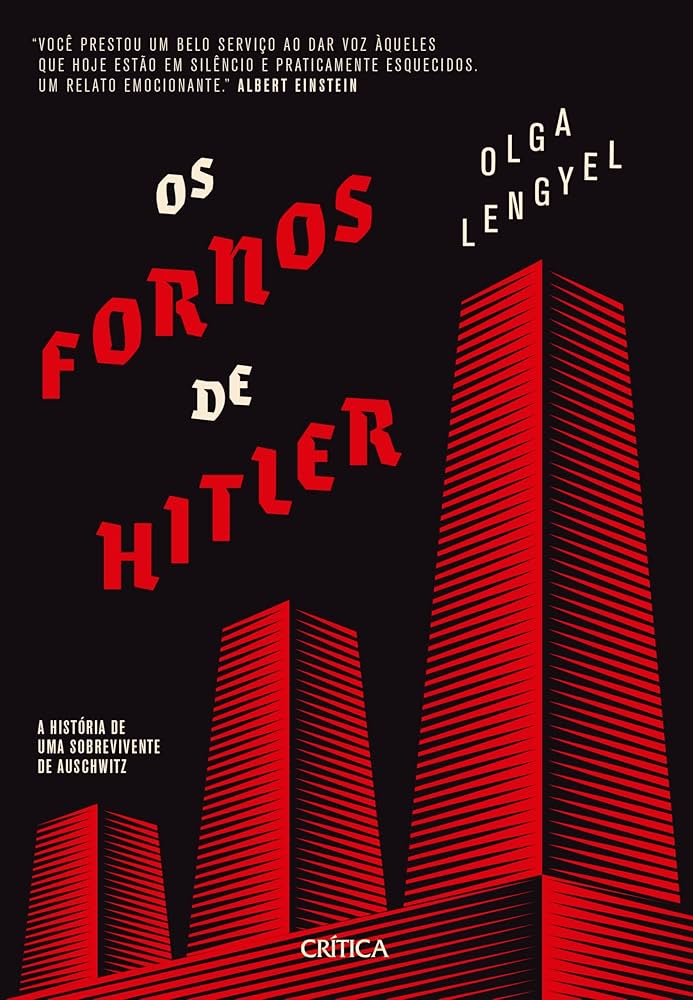 “VOCÊ PRESTOU UM BELO SERVIÇO AO DAR VOZ ÀQUELES
QUE HOJE ESTÃO EM SILÊNCIO E PRATICAMENTE ESQUECIDOS.
UM RELATO EMOCIONANTE.” ALBERT EINSTEIN
OLGA
LENGYEL
OS
FORNOS
DE
HITLER
A HISTÓRIA DE
UMA SOBREVIVENTE
DE AUSCHWITZ
CRÍTICA